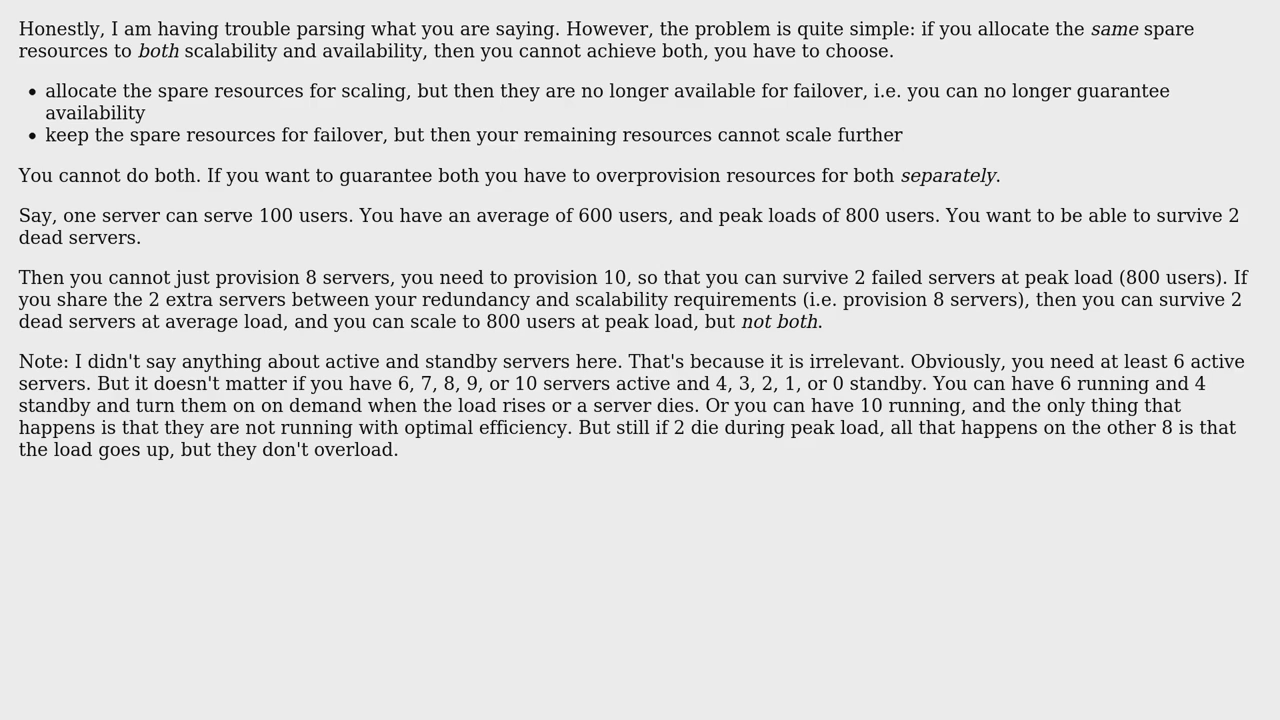 Honestly, I am having trouble parsing what you are saying. However, the problem is quite simple: if you allocate the same spare
resources to both scalability and availability, then you cannot achieve both, you have to choose.
• allocate the spare resources for scaling, but then they are no longer available for failover, i.e. you can no longer guarantee
availability
• keep the spare resources for failover, but then your remaining resources cannot scale further
You cannot do both. If you want to guarantee both you have to overprovision resources for both separately.
Say, one server can serve 100 users. You have an average of 600 users, and peak loads of 800 users. You want to be able to survive 2
dead servers.
Then you cannot just provision 8 servers, you need to provision 10, so that you can survive 2 failed servers at peak load (800 users). If
you share the 2 extra servers between your redundancy and scalability requirements (i.e. provision 8 servers), then you can survive 2
dead servers at average load, and you can scale to 800 users at peak load, but not both.
Note: I didn't say anything about active and standby servers here. That's because it is irrelevant. Obviously, you need at least 6 active
servers. But it doesn't matter if you have 6, 7, 8, 9, or 10 servers active and 4, 3, 2, 1, or 0 standby. You can have 6 running and 4
standby and turn them on on demand when the load rises or a server dies. Or you can have 10 running, and the only thing that
happens is that they are not running with optimal efficiency. But still if 2 die during peak load, all that happens on the other 8 is that
the load goes up, but they don't overload.